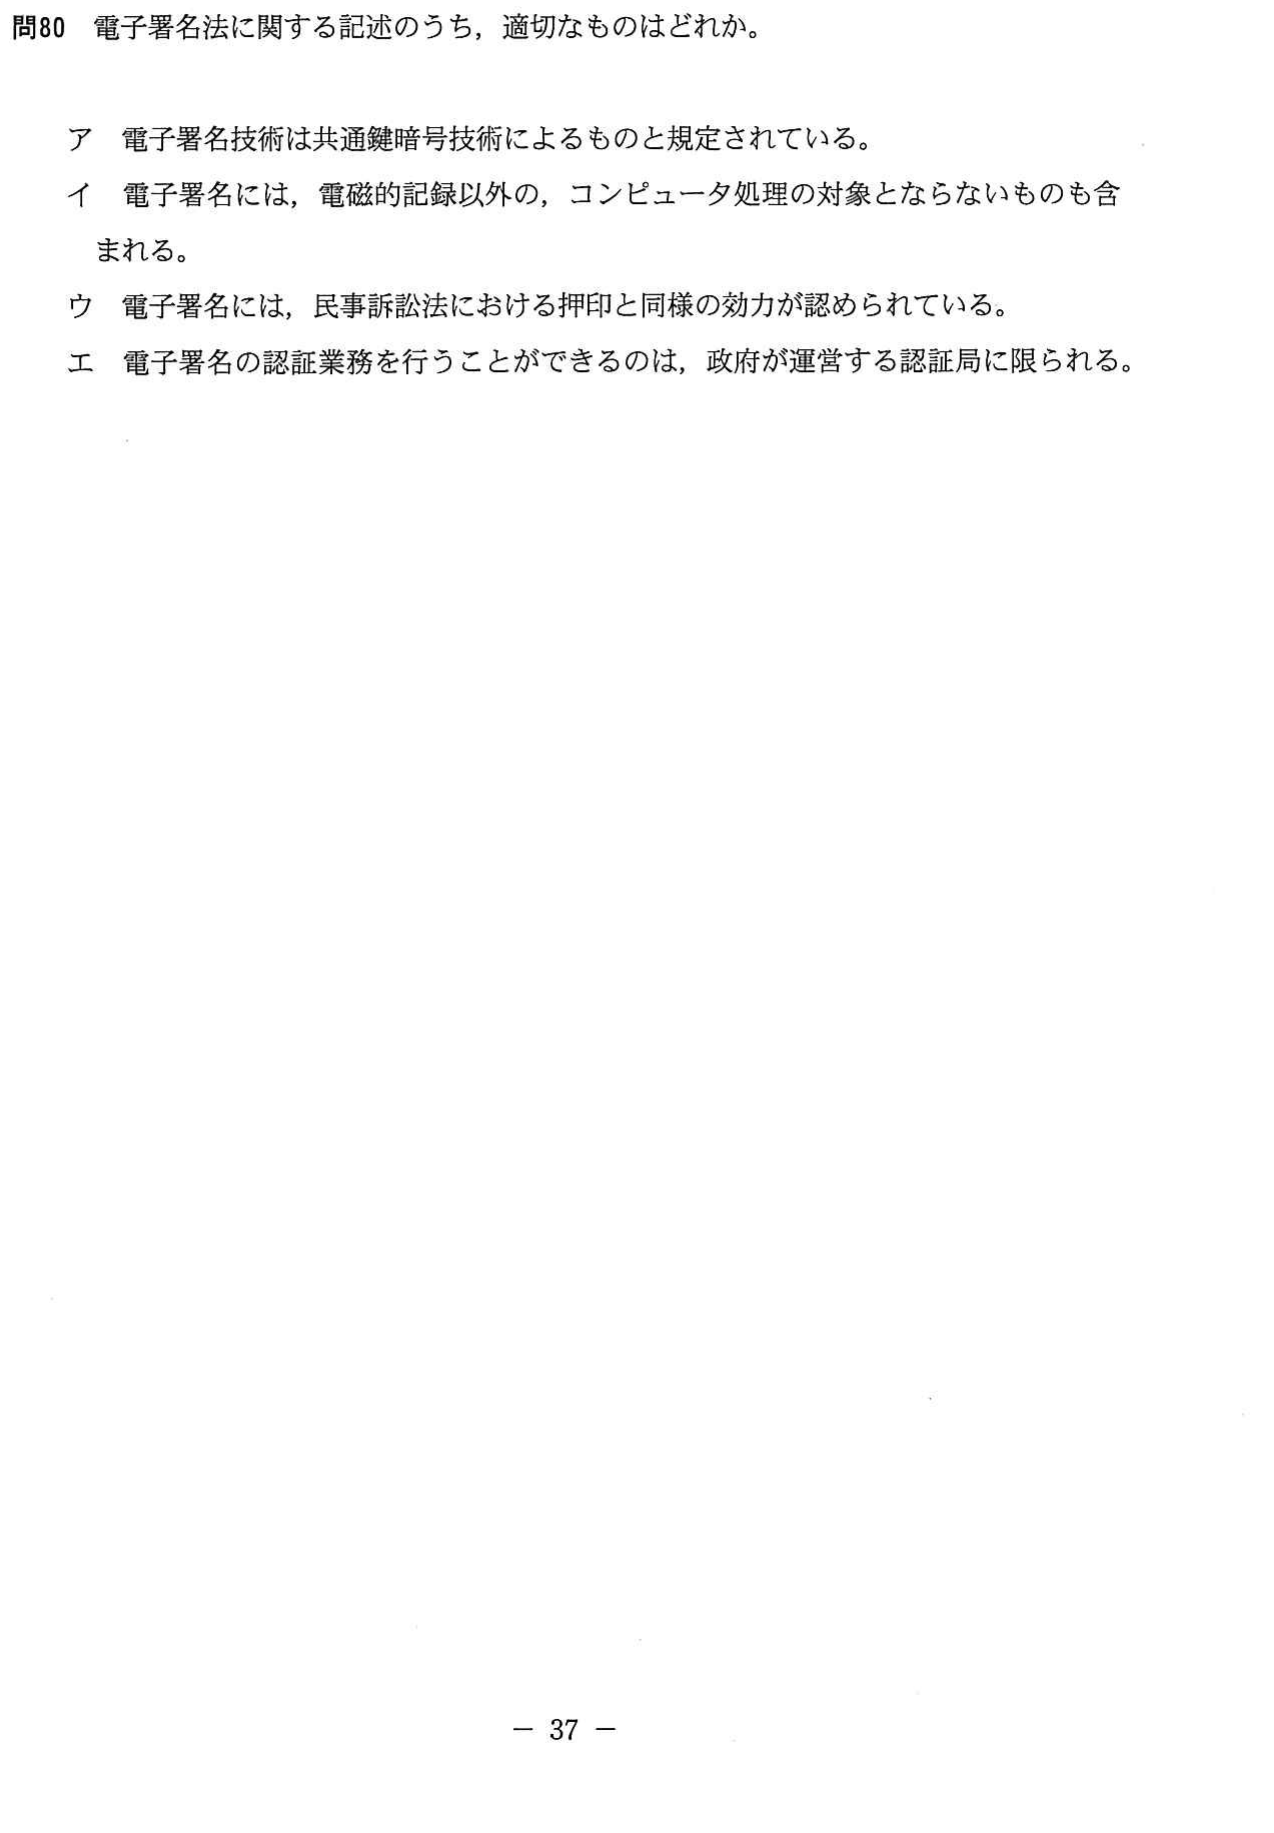 問80 電子署名法に関する記述のうち，適切なものはどれか。
ア 電子署名技術は共通鍵暗号技術によるものと規定されている。
イ 電子署名には，電磁的記録以外の，コンピュータ処理の対象とならないものも含
まれる。
ウ 電子署名には，民事訴訟法における押印と同様の効力が認められている。
エ 電子署名の認証業務を行うことができるのは，政府が運営する認証局に限られる。
－ 37 －